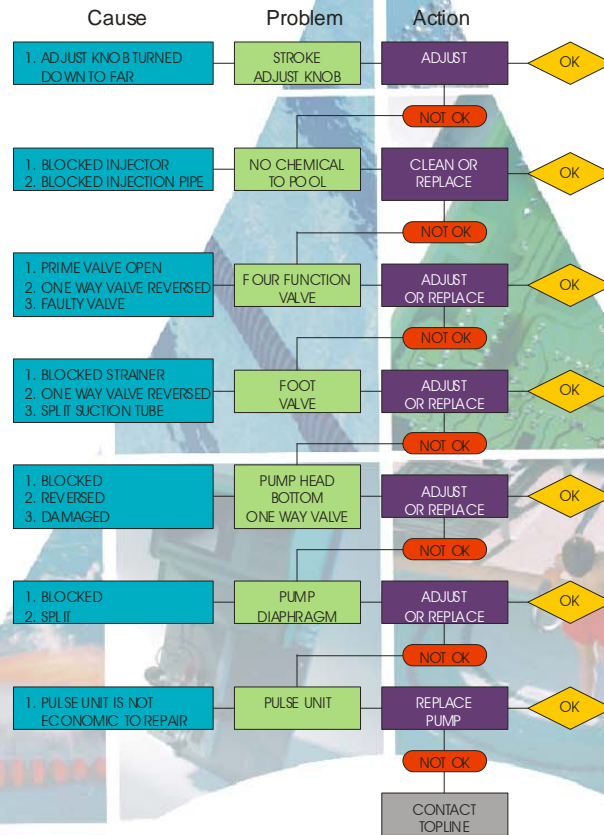 Cause Problem Action
1. ADJUST KNOB TURNED
DOWN TO FAR
STROKE
ADJUST KNOB
ADJUST
OK
NOT OK
1. BLOCKED INJECTOR
2. BLOCKED INJECTION PIPE
NO CHEMICAL
TO POOL
CLEAN OR
REPLACE
OK
NOT OK
1. PRIME VALVE OPEN
2. ONE WAY VALVE REVERSED
3. FAULTY VALVE
FOUR FUNCTION
VALVE
ADJUST
OR REPLACE
OK
NOT OK
1. BLOCKED STRAINER
2. ONE WAY VALVE REVERSED
3. SPLIT SUCTION TUBE
FOOT
VALVE
ADJUST
OR REPLACE
OK
NOT OK
1. BLOCKED
2. REVERSED
3. DAMAGED
PUMP HEAD
BOTTOM
ONE WAY VALVE
ADJUST
OR REPLACE
OK
NOT OK
1. BLOCKED
2. SPLIT
PUMP
DIAPHRAGM
ADJUST
OR REPLACE
OK
NOT OK
1. PULSE UNIT IS NOT
ECONOMIC TO REPAIR
PULSE UNIT
REPLACE
PUMP
OK
NOT OK
CONTACT
TOPLINE